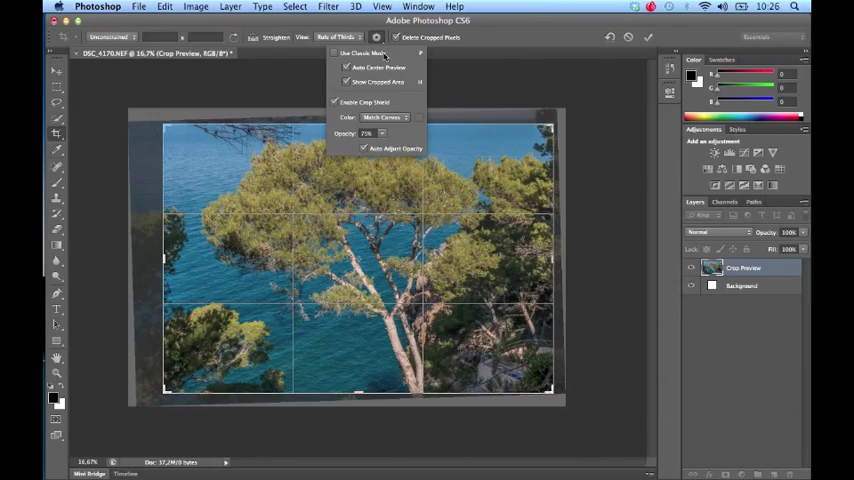 Photoshop File Edit Image Layer Type Select Filter 3D View Window Help 10:26
Adobe Photoshop CS6
Unconstrained x Straighten View: Rule of Thirds Delete Cropped Pixels
× DSC_4170.NEF @ 16,7% (Crop Preview, RGB/8*) *
Use Classic Mode P
Auto Center Preview
Show Cropped Area H
Enable Crop Shield
Color: Match Canvas
Opacity: 75%
Auto Adjust Opacity
Color Swatches
R 0
G 0
B 0
Adjustments Styles
Add an adjustment
Layers Channels Paths
Kind
Normal Opacity: 100%
Lock: Fill: 100%
Crop Preview
Background
16,67% Doc: 37,2M/0 bytes
Mini Bridge Timeline